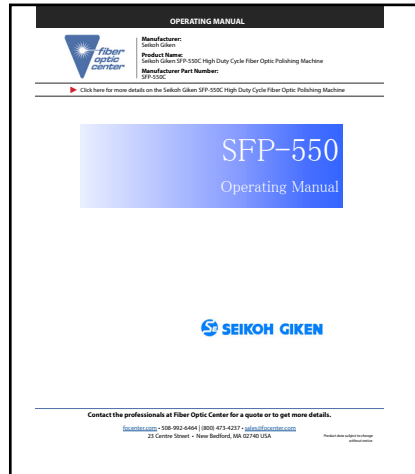 OPERATING MANUAL
fiber
optic
center
Manufacturer:
Seikoh Giken
Product Name:
Seikoh Giken SFP-550C High Duty Cycle Fiber Optic Polishing Machine
Manufacturer Part Number:
SFP-550C
Click here for more details on the Seikoh Giken SFP-550C High Duty Cycle Fiber Optic Polishing Machine
SFP-550
Operating Manual
SEIKOH GIKEN
Contact the professionals at Fiber Optic Center for a quote or to get more details.
focenter.com • 508-992-6464 | (800) 473-4237 • sales@focenter.com
23 Centre Street • New Bedford, MA 02740 USA
Product data subject to change
without notice.